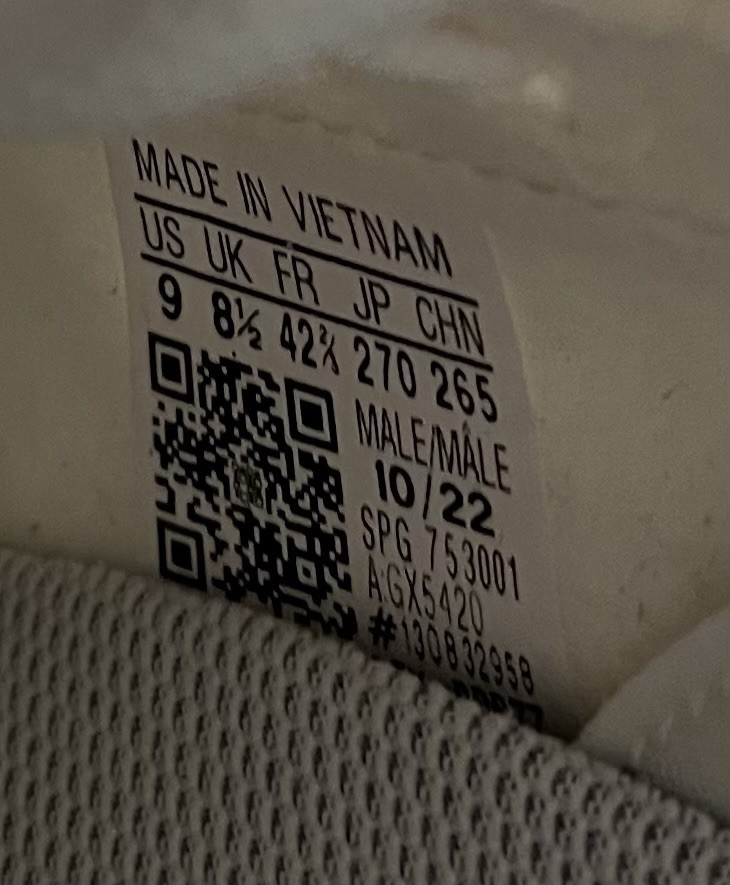 MADE IN VIETNAM
US UK FR JP CHN
9 8½ 42⅔ 270 265
MALE/MÂLE
10/22
SPG 753001
A:GX5420
#130832958